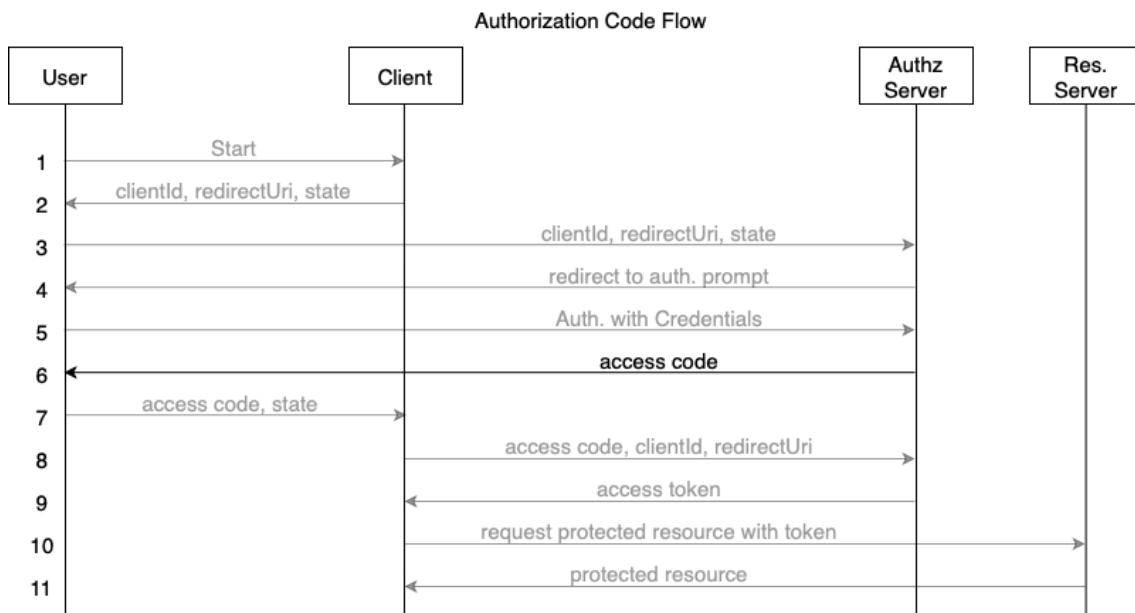 Authorization Code Flow
User
Client
Authz
Server
Res.
Server
1
Start
2
clientId, redirectUri, state
3
clientId, redirectUri, state
4
redirect to auth. prompt
5
Auth. with Credentials
6
access code
7
access code, state
8
access code, clientId, redirectUri
9
access token
10
request protected resource with token
11
protected resource